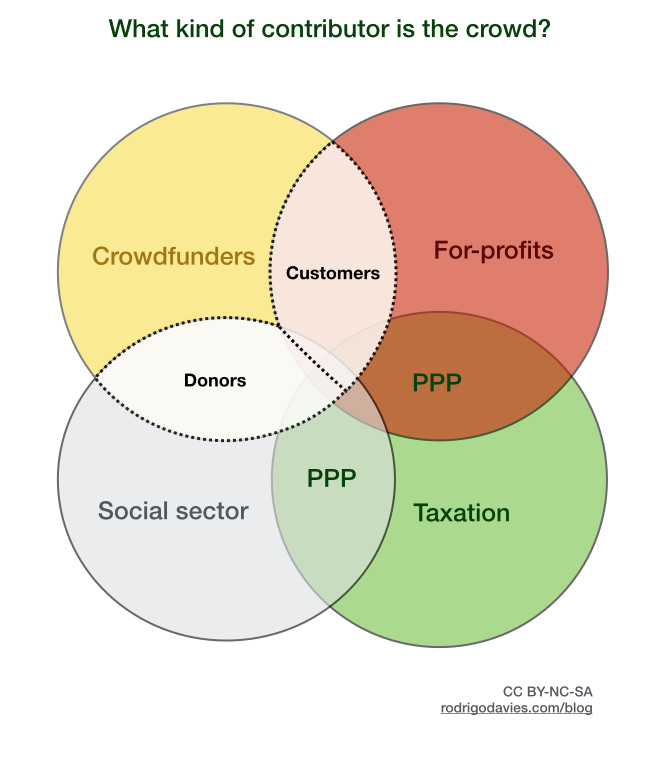 What kind of contributor is the crowd?
Crowdfunders
For-profits
Customers
Donors
PPP
PPP
Social sector
Taxation
CC BY-NC-SA
rodrigodavies.com/blog